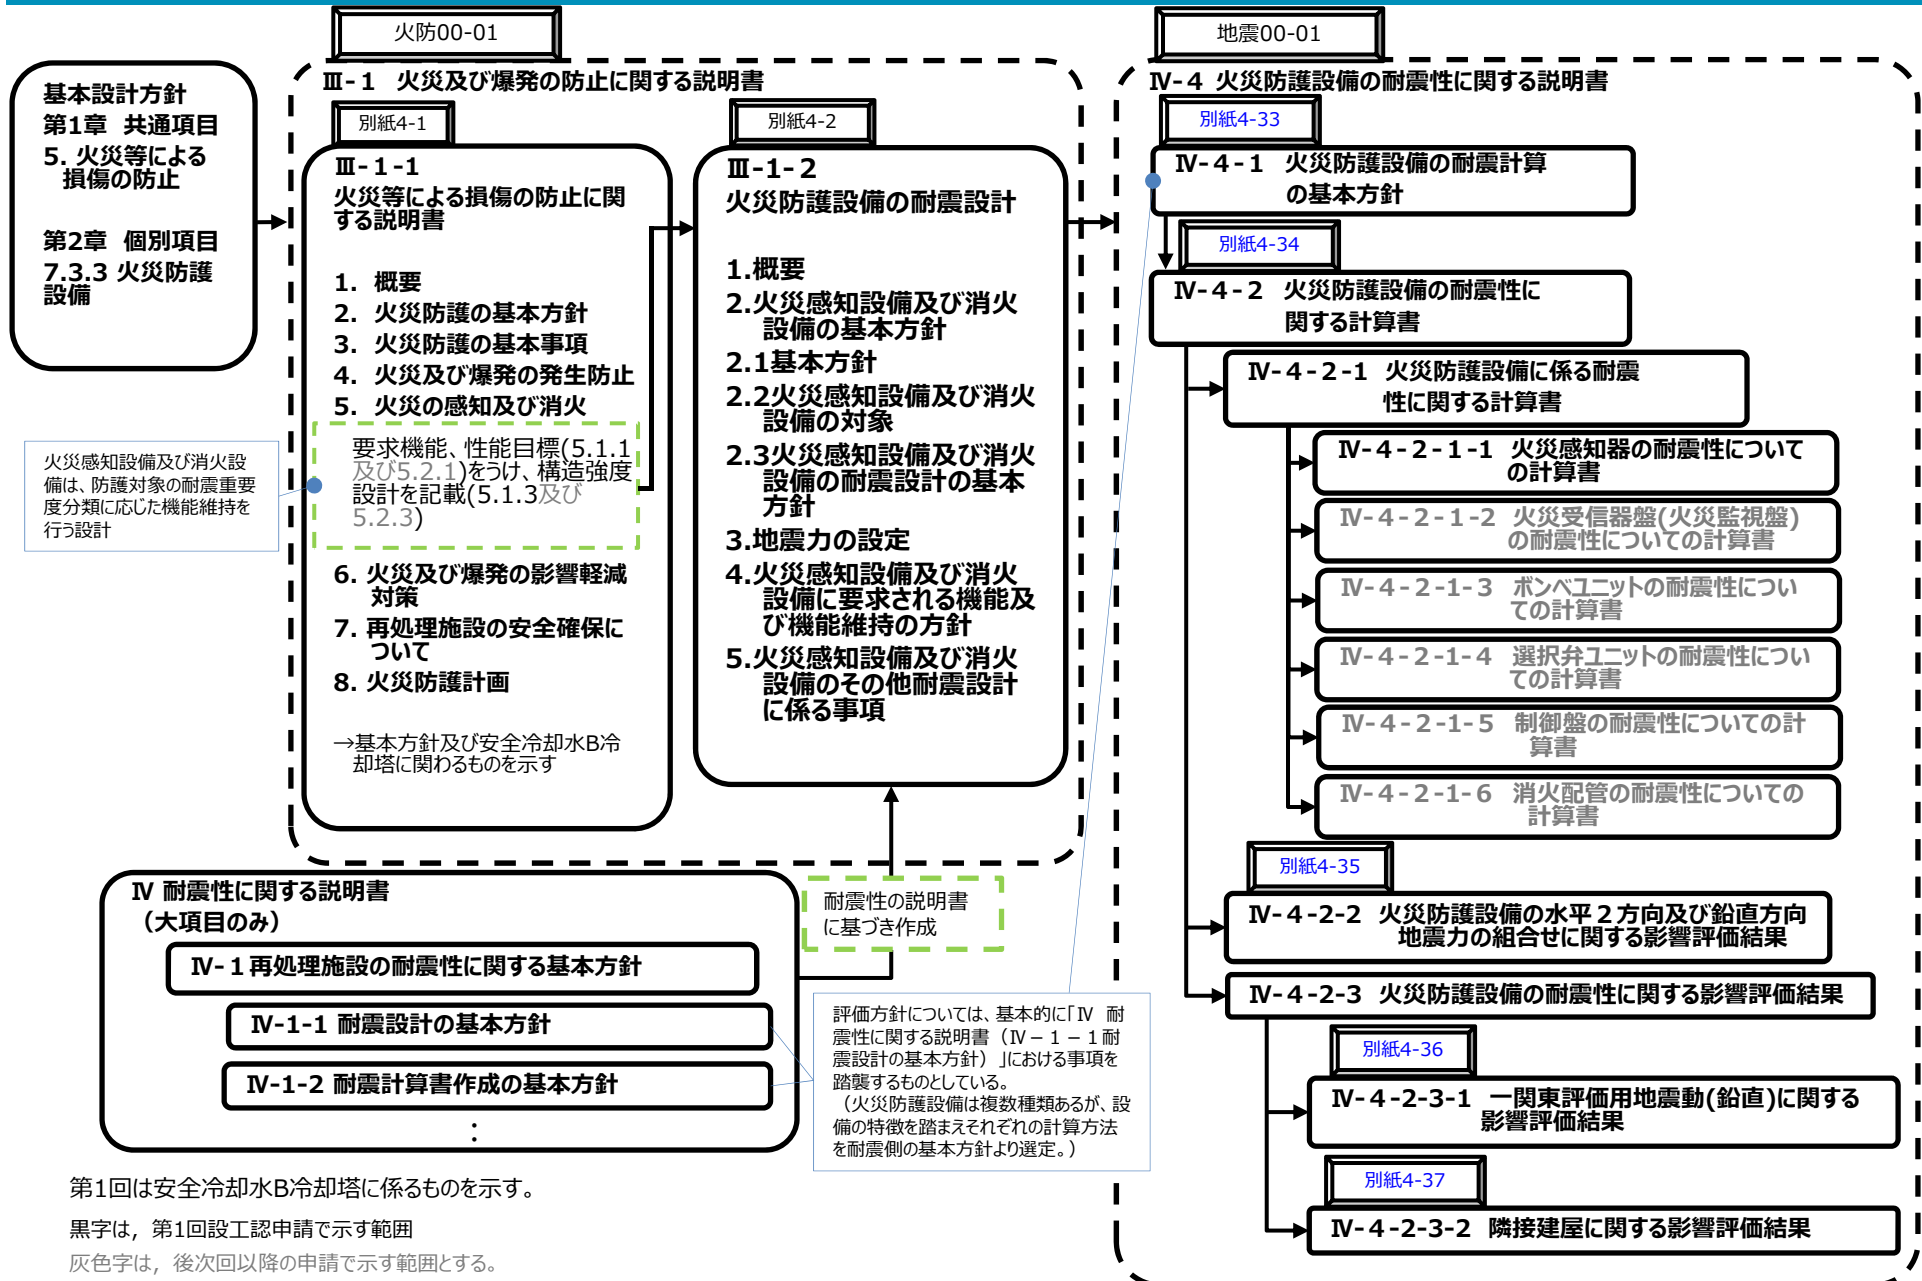 火防00-01
地震00-01
基本設計方針
第1章 共通項目
5. 火災等による
損傷の防止
第2章 個別項目
7.3.3 火災防護
設備
Ⅲ-1 火災及び爆発の防止に関する説明書
別紙4-1
Ⅲ-1-1
火災等による損傷の防止に関
する説明書
1. 概要
2. 火災防護の基本方針
3. 火災防護の基本事項
4. 火災及び爆発の発生防止
5. 火災の感知及び消火
要求機能、性能目標(5.1.1
及び5.2.1)をうけ、構造強度
設計を記載(5.1.3及び
5.2.3)
6. 火災及び爆発の影響軽減
対策
7. 再処理施設の安全確保に
ついて
8. 火災防護計画
→基本方針及び安全冷却水B冷
却塔に関わるものを示す
火災感知設備及び消火設
備は、防護対象の耐震重要
度分類に応じた機能維持を
行う設計
別紙4-2
Ⅲ-1-2
火災防護設備の耐震設計
1.概要
2.火災感知設備及び消火
設備の基本方針
2.1基本方針
2.2火災感知設備及び消火
設備の対象
2.3火災感知設備及び消火
設備の耐震設計の基本
方針
3.地震力の設定
4.火災感知設備及び消火
設備に要求される機能及
び機能維持の方針
5.火災感知設備及び消火
設備のその他耐震設計
に係る事項
Ⅳ 耐震性に関する説明書
（大項目のみ）
Ⅳ-1再処理施設の耐震性に関する基本方針
Ⅳ-1-1 耐震設計の基本方針
Ⅳ-1-2 耐震計算書作成の基本方針
：
耐震性の説明書
に基づき作成
評価方針については、基本的に「Ⅳ 耐
震性に関する説明書（Ⅳ－１－１耐
震設計の基本方針）」における事項を
踏襲するものとしている。
（火災防護設備は複数種類あるが、設
備の特徴を踏まえそれぞれの計算方法
を耐震側の基本方針より選定。）
Ⅳ-4 火災防護設備の耐震性に関する説明書
別紙4-33
Ⅳ-4-1 火災防護設備の耐震計算
の基本方針
別紙4-34
Ⅳ-4-2 火災防護設備の耐震性に
関する計算書
Ⅳ-4-2-1 火災防護設備に係る耐震
性に関する計算書
Ⅳ-4-2-1-1 火災感知器の耐震性について
の計算書
Ⅳ-4-2-1-2 火災受信器盤(火災監視盤)
の耐震性についての計算書
Ⅳ-4-2-1-3 ボンベユニットの耐震性につい
ての計算書
Ⅳ-4-2-1-4 選択弁ユニットの耐震性につい
ての計算書
Ⅳ-4-2-1-5 制御盤の耐震性についての計
算書
Ⅳ-4-2-1-6 消火配管の耐震性についての
計算書
別紙4-35
Ⅳ-4-2-2 火災防護設備の水平２方向及び鉛直方向
地震力の組合せに関する影響評価結果
Ⅳ-4-2-3 火災防護設備の耐震性に関する影響評価結果
別紙4-36
Ⅳ-4-2-3-1 一関東評価用地震動(鉛直)に関する
影響評価結果
別紙4-37
Ⅳ-4-2-3-2 隣接建屋に関する影響評価結果
第1回は安全冷却水B冷却塔に係るものを示す。
黒字は，第1回設工認申請で示す範囲
灰色字は，後次回以降の申請で示す範囲とする。